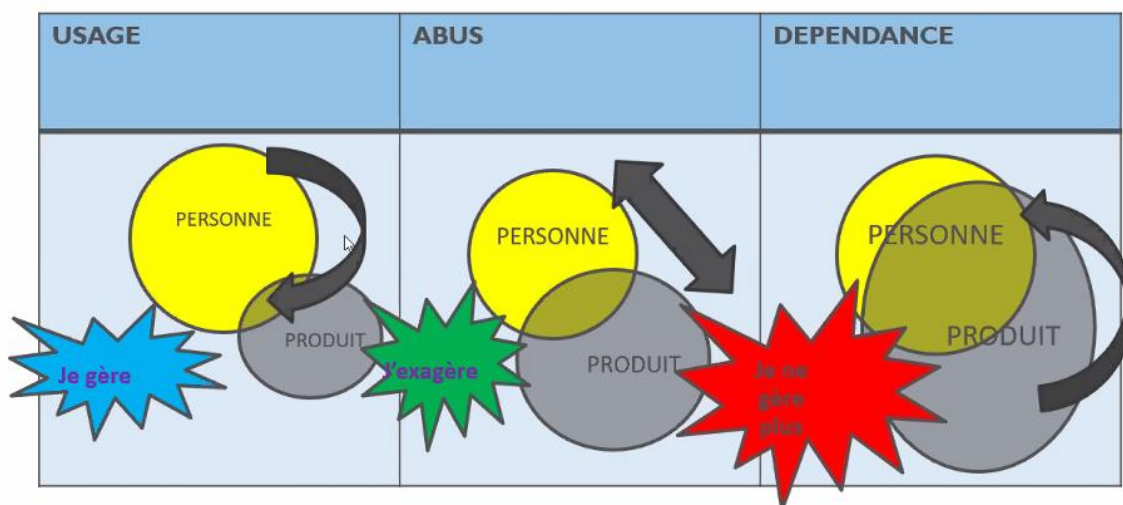 USAGE
ABUS
DEPENDANCE
PERSONNE
PRODUIT
Je gère
PERSONNE
PRODUIT
J'exagère
PERSONNE
PRODUIT
Je ne
gère
plus